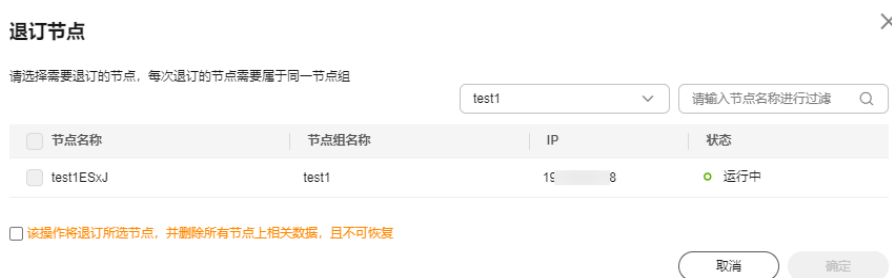 退订节点
请选择需要退订的节点，每次退订的节点需要属于同一节点组
test1 请输入节点名称进行过滤
节点名称 节点组名称 IP 状态
test1ESxJ test1 19 8 运行中
该操作将退订所选节点，并删除所有节点上相关数据，且不可恢复
取消 确定